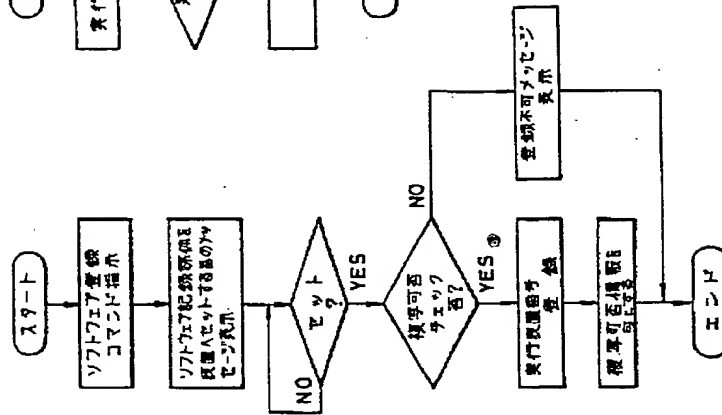 スタート
ソフトウェア登録
コマンド指示
ソフトウェア記録媒体を
装置へセットする旨のメッ
セージ表示
セット
?
NO
YES
複写可否
チェック
否?
NO
YES
登録不可メッセージ
表示
実行装置番号
登録
複写可否情報を
否にする
エンド
実行